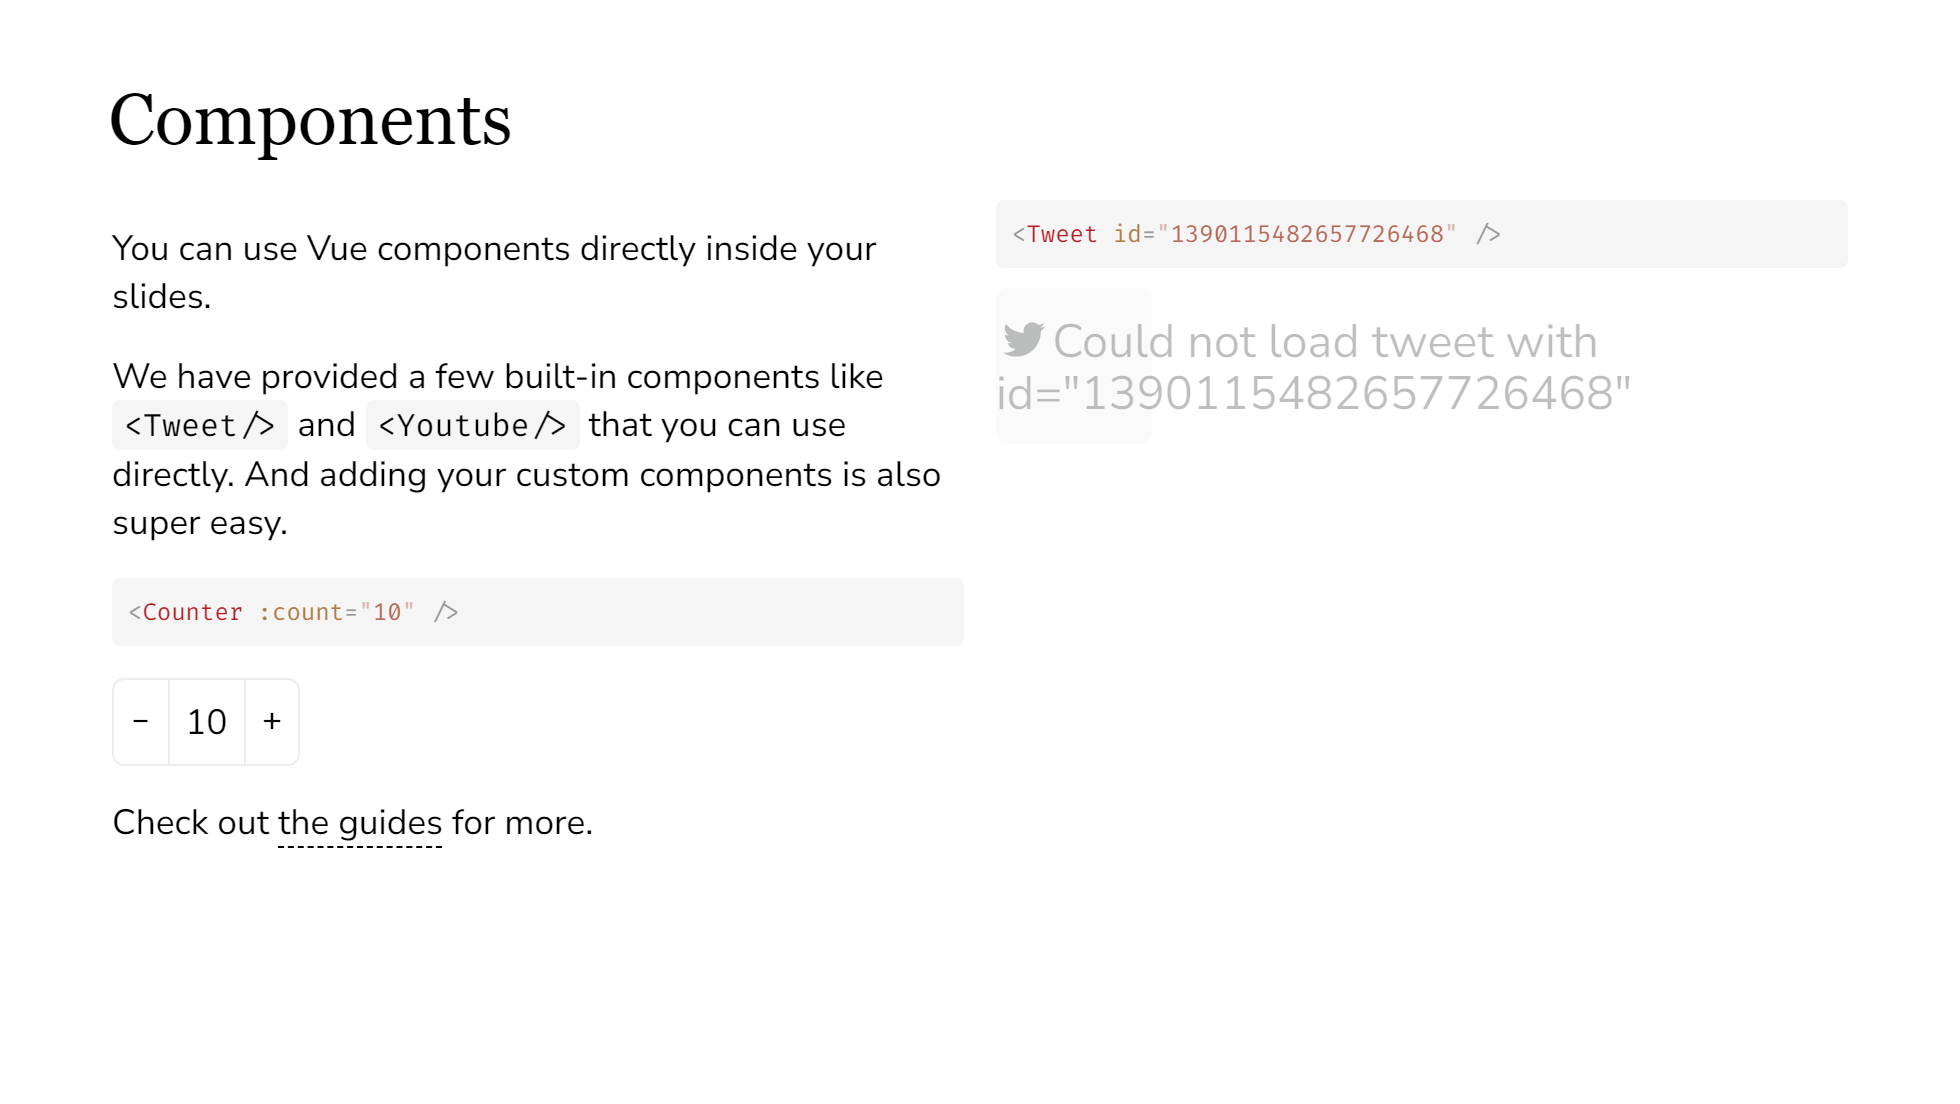 Components
You can use Vue components directly inside your
slides.
We have provided a few built-in components like
<Tweet/> and <Youtube/> that you can use
directly. And adding your custom components is also
super easy.
<Counter :count="10" />
- 10 +
Check out the guides for more.
<Tweet id="1390115482657726468" />
Could not load tweet with
id="1390115482657726468"